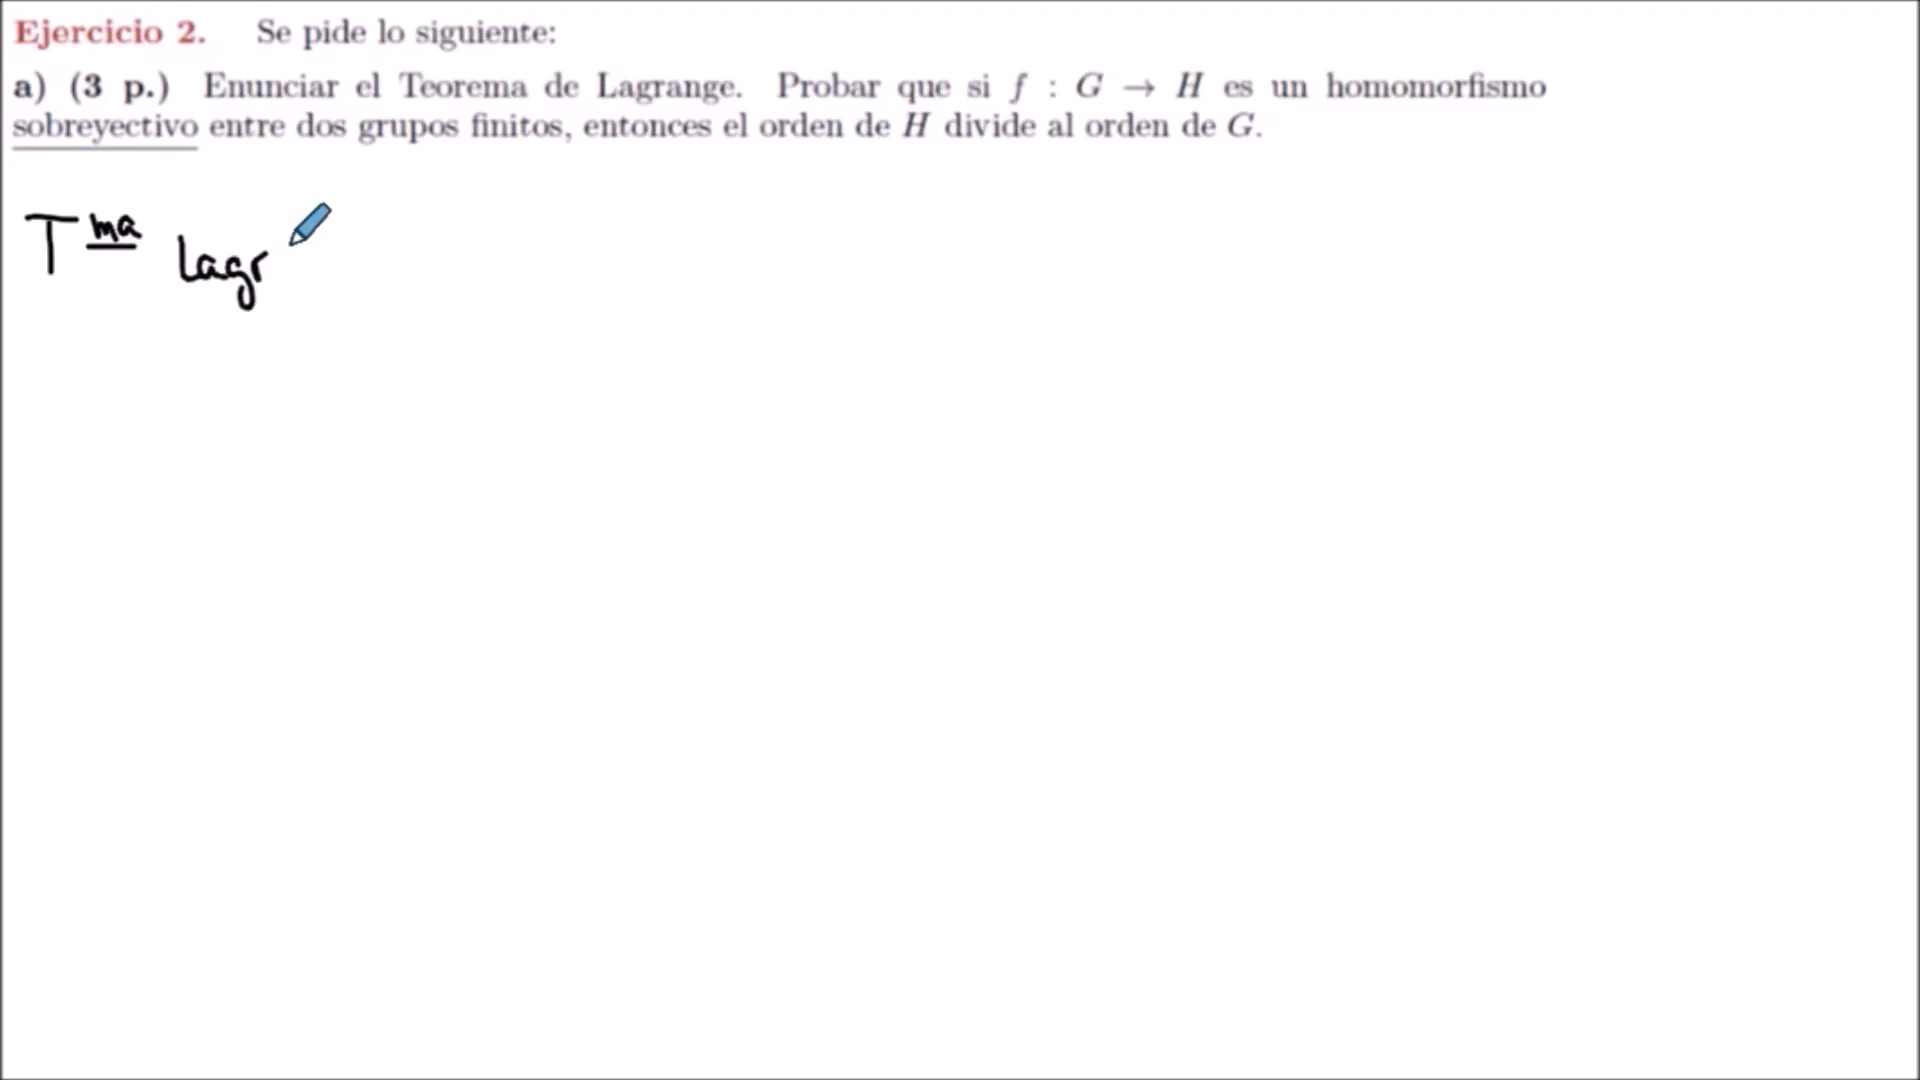 Ejercicio 2. Se pide lo siguiente:
a) (3 p.) Enunciar el Teorema de Lagrange. Probar que si f : G → H es un homomorfismo
sobreyectivo entre dos grupos finitos, entonces el orden de H divide al orden de G.
Tma Lagr